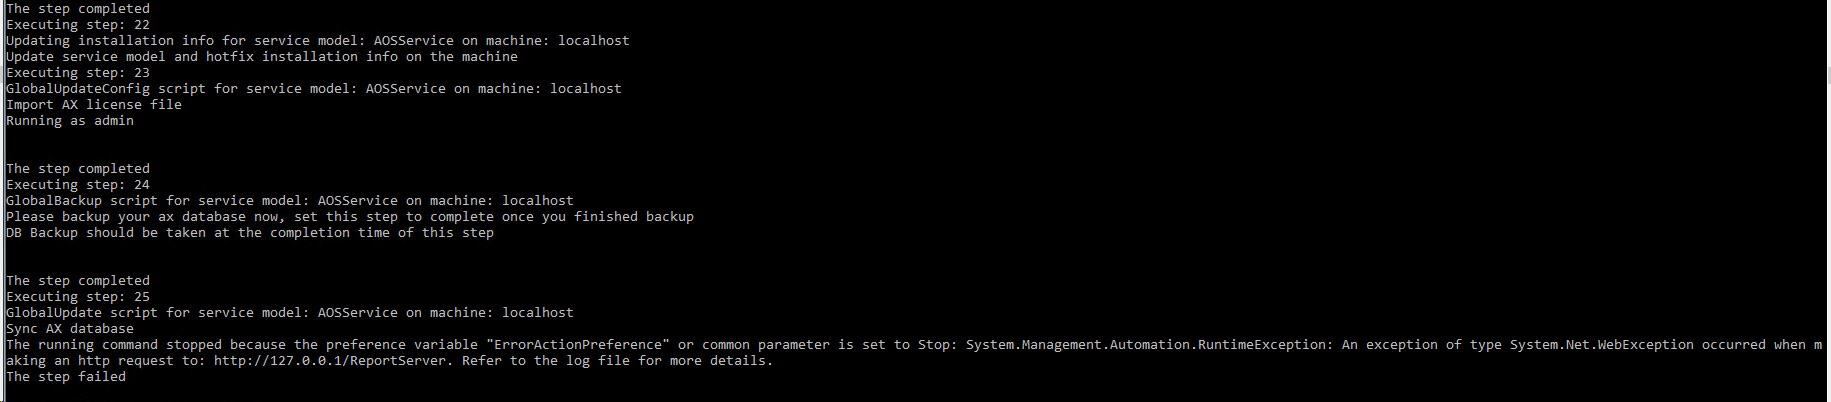 The step completed
Executing step: 22
Updating installation info for service model: AOSService on machine: localhost
Update service model and hotfix installation info on the machine
Executing step: 23
GlobalUpdateConfig script for service model: AOSService on machine: localhost
Import AX license file
Running as admin
The step completed
Executing step: 24
GlobalBackup script for service model: AOSService on machine: localhost
Please backup your ax database now, set this step to complete once you finished backup
DB Backup should be taken at the completion time of this step
The step completed
Executing step: 25
GlobalUpdate script for service model: AOSService on machine: localhost
Sync AX database
The running command stopped because the preference variable "ErrorActionPreference" or common parameter is set to Stop: System.Management.Automation.RuntimeException: An exception of type System.Net.WebException occurred when m
aking an http request to: http://127.0.0.1/ReportServer. Refer to the log file for more details.
The step failed